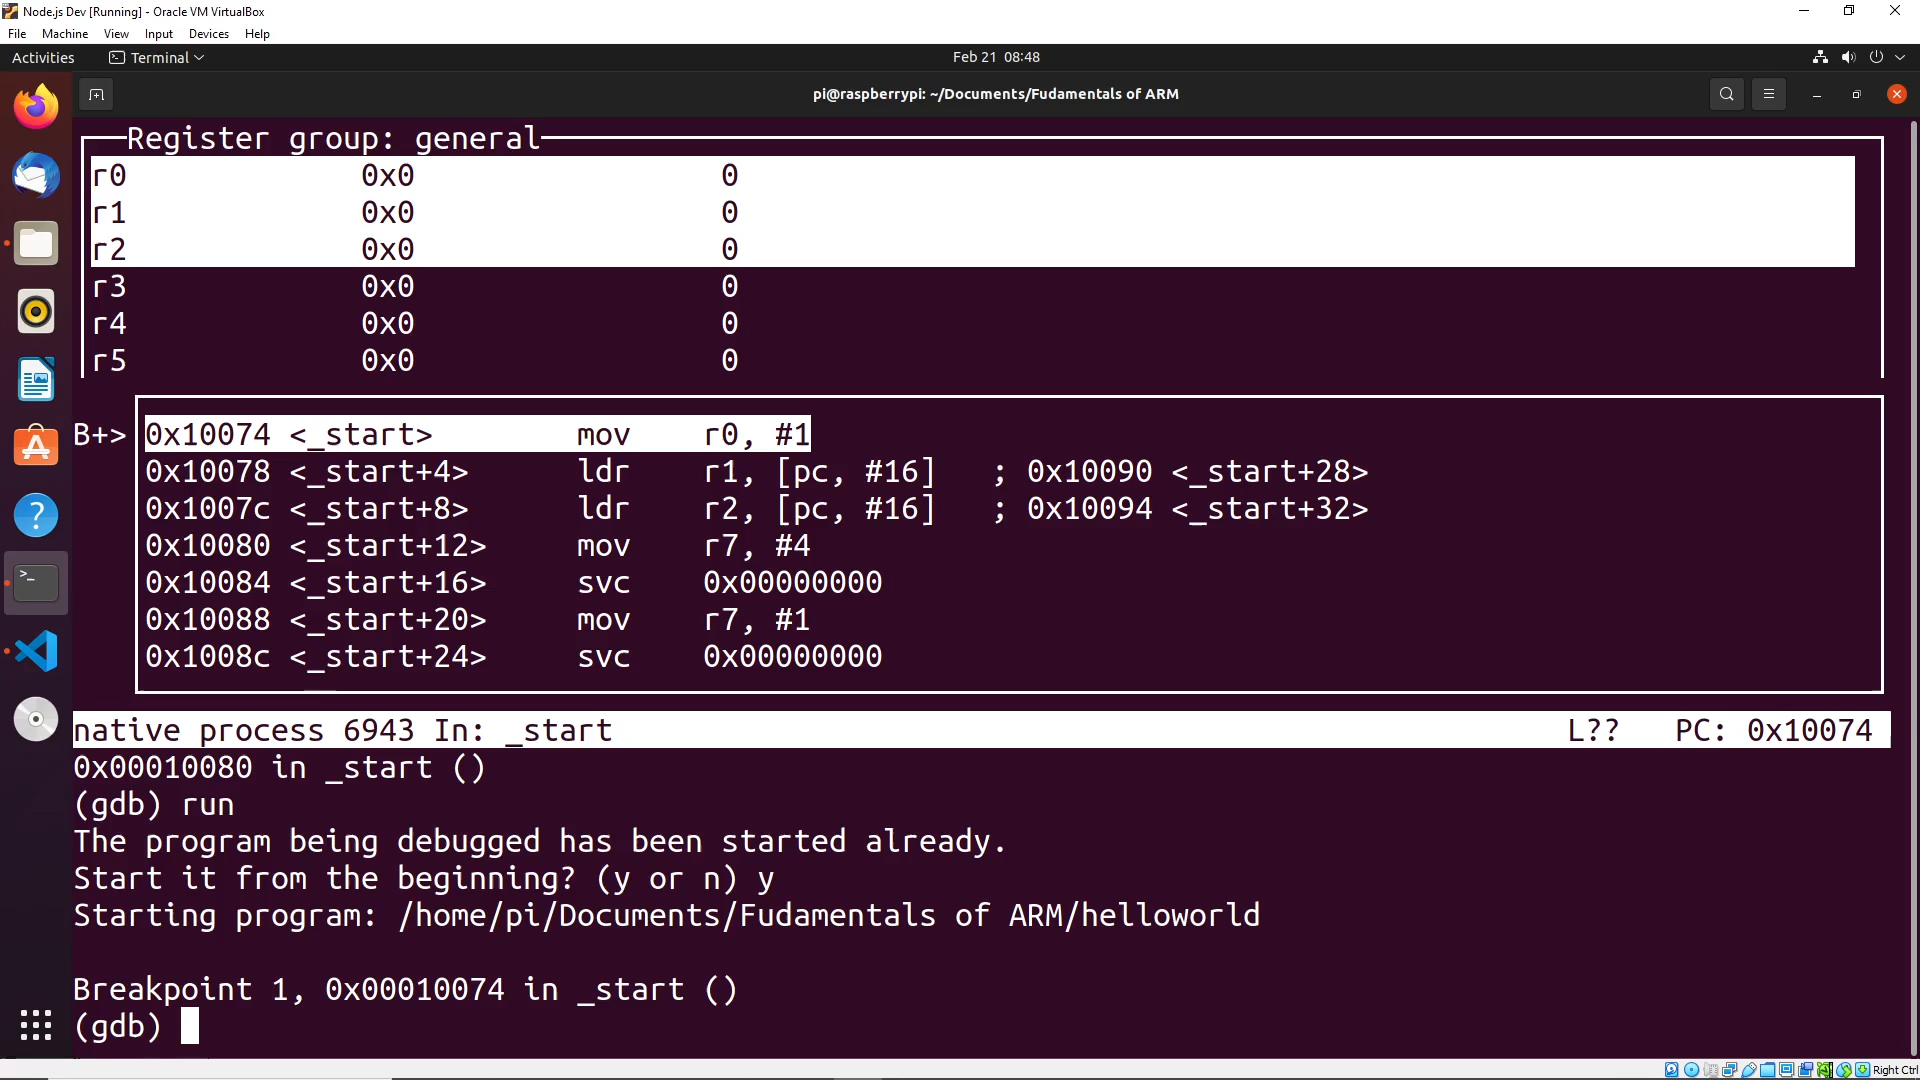 Node.js Dev [Running] - Oracle VM VirtualBox
File Machine View Input Devices Help
Activities Terminal Feb 21 08:48
pi@raspberrypi: ~/Documents/Fudamentals of ARM
Register group: general
r0 0x0 0
r1 0x0 0
r2 0x0 0
r3 0x0 0
r4 0x0 0
r5 0x0 0
B+> 0x10074 <_start> mov r0, #1
0x10078 <_start+4> ldr r1, [pc, #16] ; 0x10090 <_start+28>
0x1007c <_start+8> ldr r2, [pc, #16] ; 0x10094 <_start+32>
0x10080 <_start+12> mov r7, #4
0x10084 <_start+16> svc 0x00000000
0x10088 <_start+20> mov r7, #1
0x1008c <_start+24> svc 0x00000000
native process 6943 In: _start L?? PC: 0x10074
0x00010080 in _start ()
(gdb) run
The program being debugged has been started already.
Start it from the beginning? (y or n) y
Starting program: /home/pi/Documents/Fudamentals of ARM/helloworld
Breakpoint 1, 0x00010074 in _start ()
(gdb)
Right Ctrl